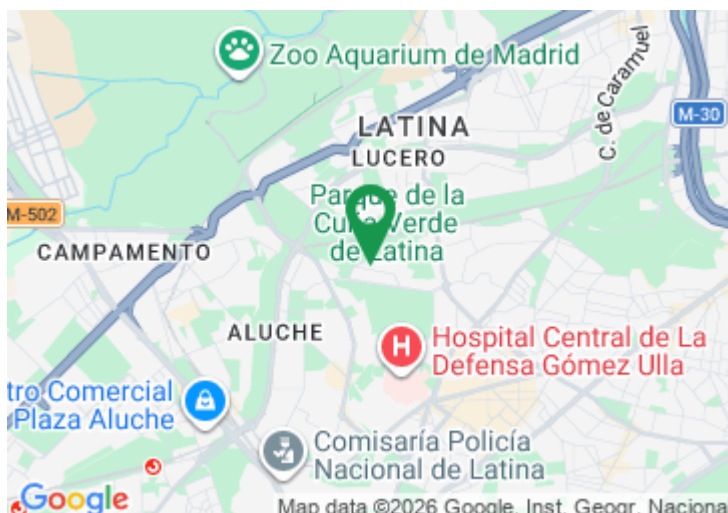 Zoo Aquarium de Madrid
C. de Caramuel
M-30
LATINA
LUCERO
Parque de la
Cuña Verde
de Latina
M-502
CAMPAMENTO
ALUCHE
Hospital Central de La
Defensa Gómez Ulla
H
tro Comercial
Plaza Aluche
Comisaría Policía
Nacional de Latina
Google
Map data ©2026 Google, Inst. Geogr. Naciona